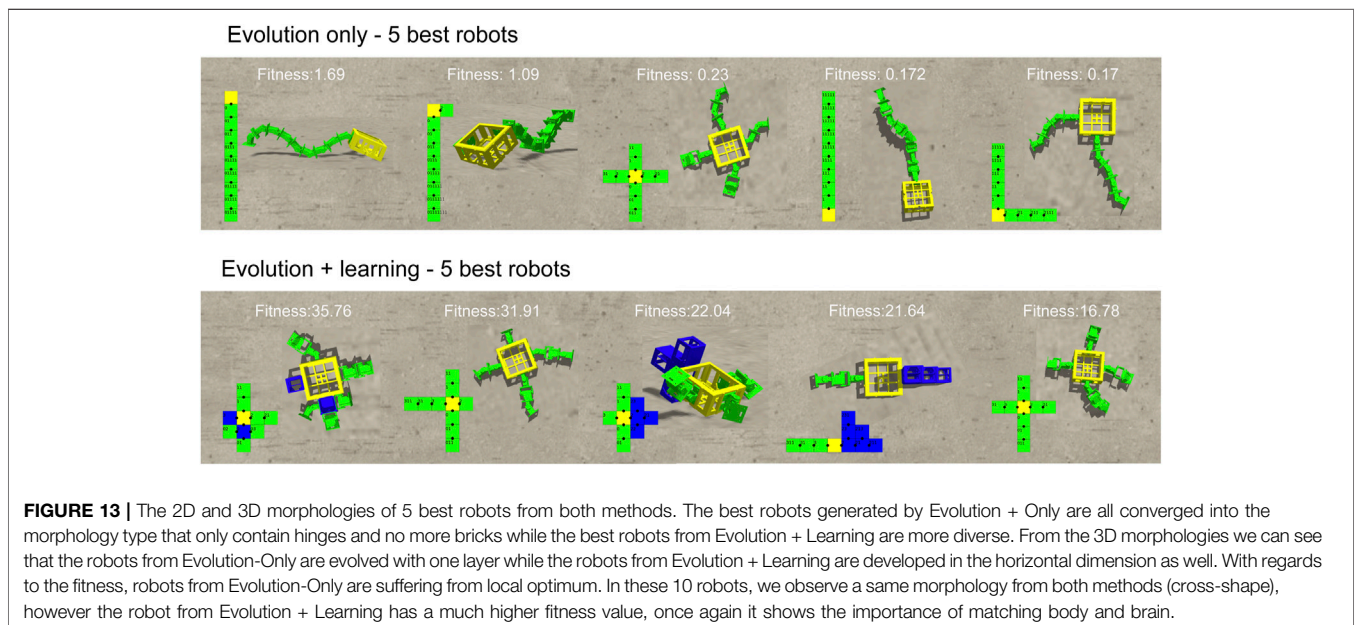 Evolution only - 5 best robots
Fitness:1.69
Fitness: 1.09
Fitness: 0.23
Fitness: 0.172
Fitness: 0.17
Evolution + learning - 5 best robots
Fitness:35.76
Fitness:31.91
Fitness:22.04
Fitness:21.64
Fitness:16.78
FIGURE 13 | The 2D and 3D morphologies of 5 best robots from both methods. The best robots generated by Evolution + Only are all converged into the
morphology type that only contain hinges and no more bricks while the best robots from Evolution + Learning are more diverse. From the 3D morphologies we can see
that the robots from Evolution-Only are evolved with one layer while the robots from Evolution + Learning are developed in the horizontal dimension as well. With regards
to the fitness, robots from Evolution-Only are suffering from local optimum. In these 10 robots, we observe a same morphology from both methods (cross-shape),
however the robot from Evolution + Learning has a much higher fitness value, once again it shows the importance of matching body and brain.